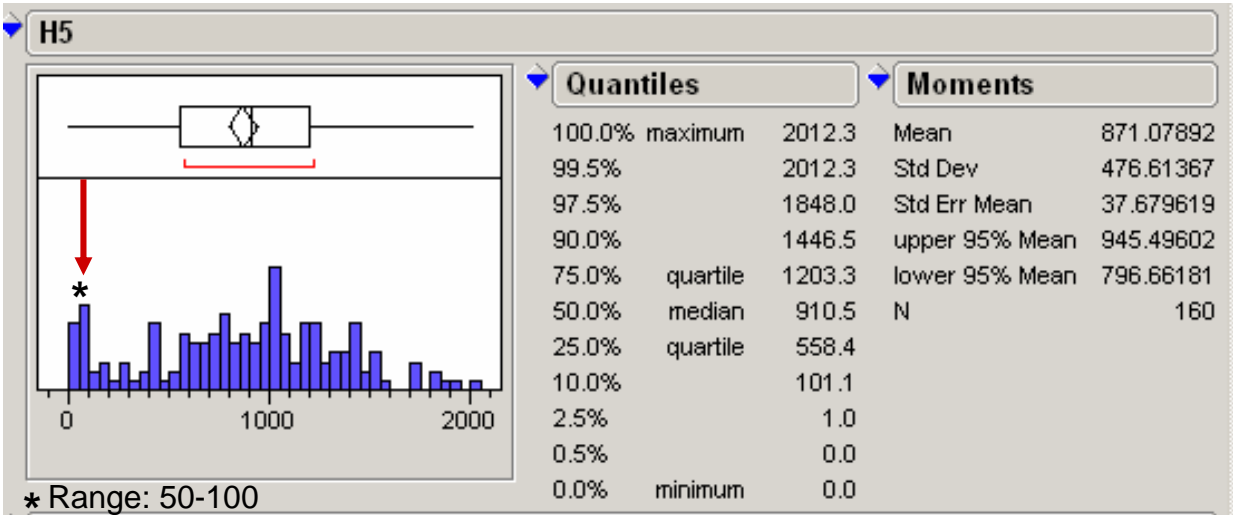 H5
*
0 1000 2000
* Range: 50-100
Quantiles
100.0% maximum 2012.3
99.5% 2012.3
97.5% 1848.0
90.0% 1446.5
75.0% quartile 1203.3
50.0% median 910.5
25.0% quartile 558.4
10.0% 101.1
2.5% 1.0
0.5% 0.0
0.0% minimum 0.0
Moments
Mean 871.07892
Std Dev 476.61367
Std Err Mean 37.679619
upper 95% Mean 945.49602
lower 95% Mean 796.66181
N 160